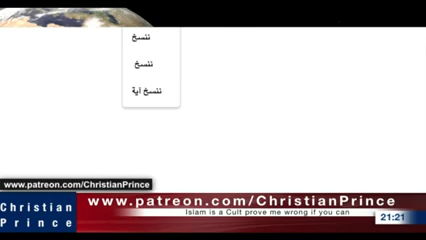 ننسخ
ننسخ
ننسخ آية
www.patreon.com/ChristianPrince
www.patreon.com/ChristianPrince
Christian
Prince
Islam is a Cult prove me wrong if you can
21:21